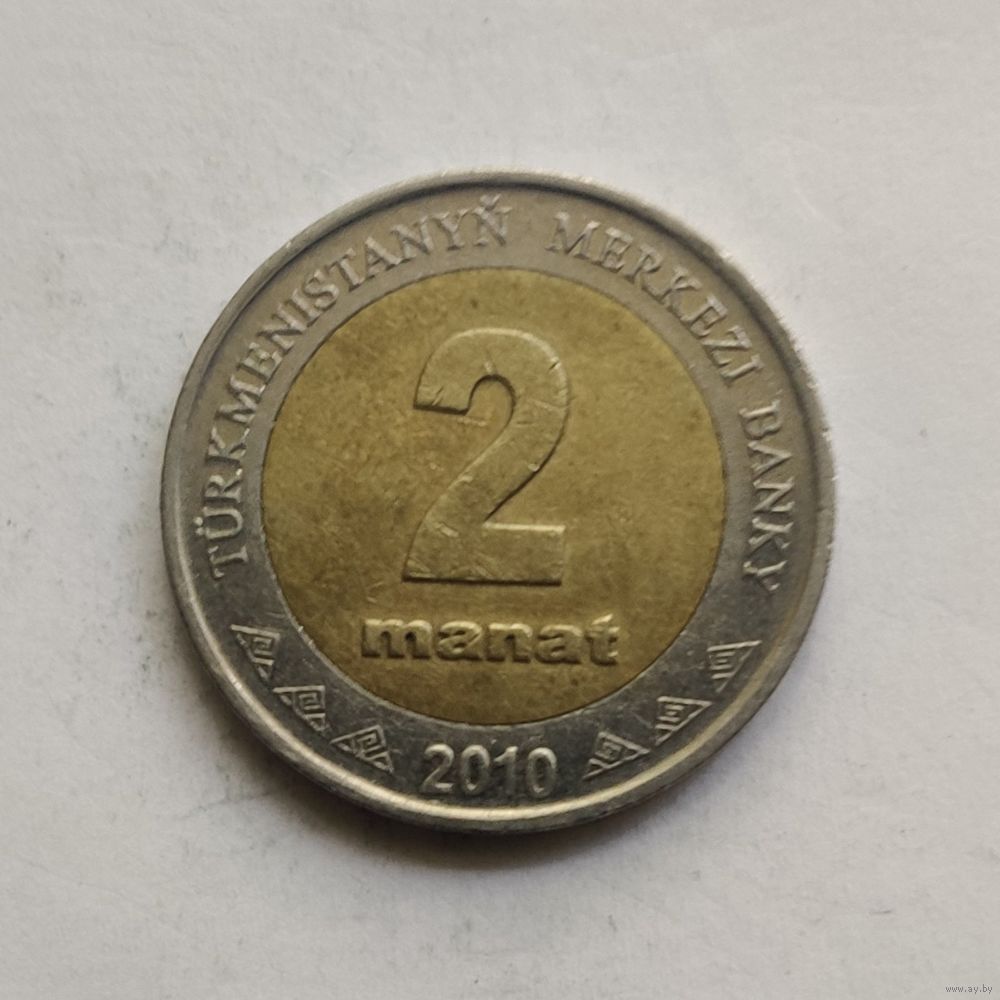 TÜRKMENISTANYŇ MERKEZI BANKY
2
manat
2010
www.ay.by